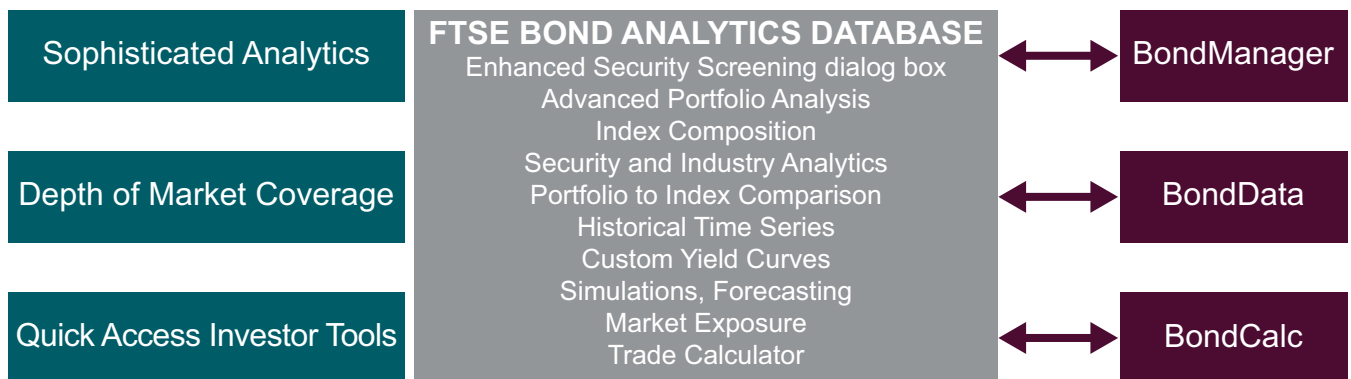 Sophisticated Analytics
Depth of Market Coverage
Quick Access Investor Tools
FTSE BOND ANALYTICS DATABASE
Enhanced Security Screening dialog box
Advanced Portfolio Analysis
Index Composition
Security and Industry Analytics
Portfolio to Index Comparison
Historical Time Series
Custom Yield Curves
Simulations, Forecasting
Market Exposure
Trade Calculator
BondManager
BondData
BondCalc